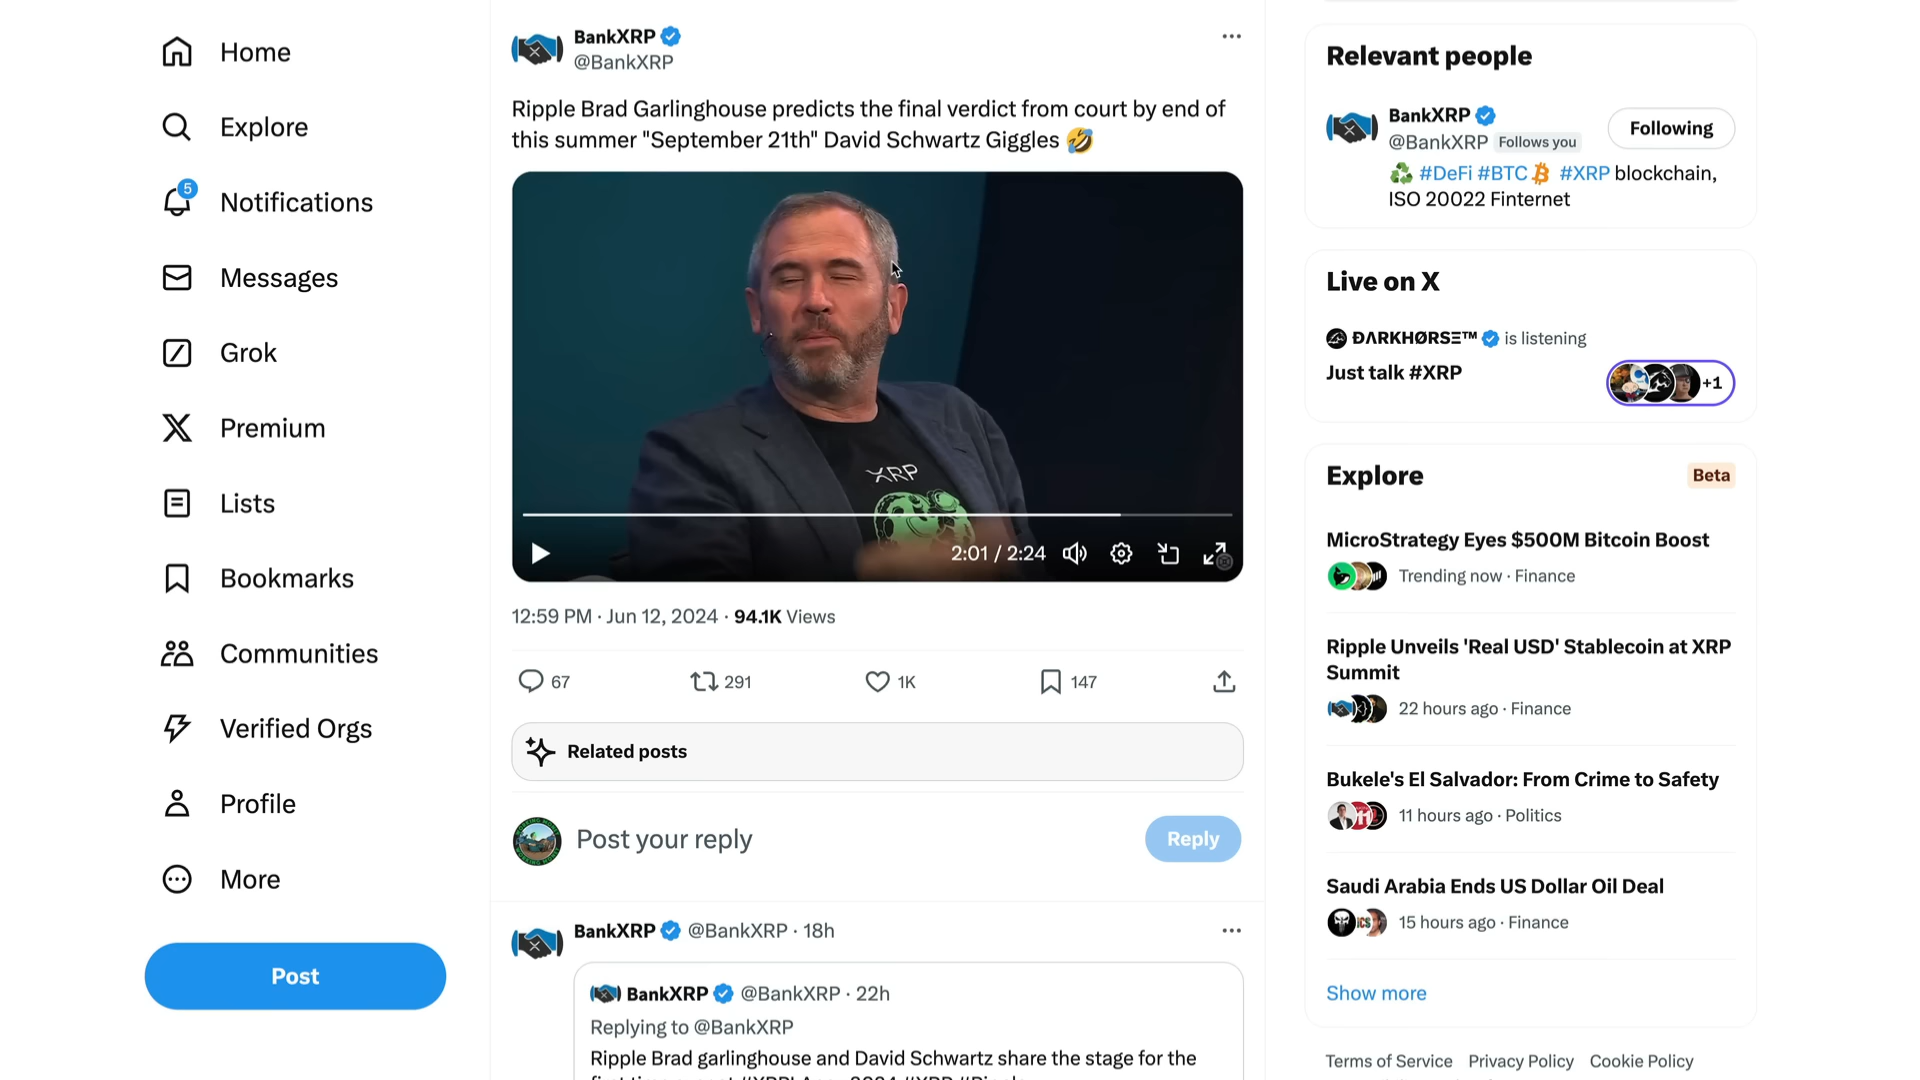 Home
Explore
5
Notifications
Messages
Grok
Premium
Lists
Bookmarks
Communities
Verified Orgs
Profile
More
Post
BankXRP
@BankXRP
Ripple Brad Garlinghouse predicts the final verdict from court by end of
this summer "September 21th" David Schwartz Giggles 🤣
XRP
2:01 / 2:24
12:59 PM · Jun 12, 2024 · 94.1K Views
67
291
1K
147
Related posts
Post your reply
Reply
BankXRP @BankXRP · 18h
BankXRP @BankXRP · 22h
Replying to @BankXRP
Ripple Brad garlinghouse and David Schwartz share the stage for the
Relevant people
BankXRP
@BankXRP Follows you
Following
♻️ #DeFi #BTC #XRP blockchain,
ISO 20022 Finternet
Live on X
ÐΛRKHØRSΞ™ is listening
Just talk #XRP
+1
Explore
Beta
MicroStrategy Eyes $500M Bitcoin Boost
Trending now · Finance
Ripple Unveils 'Real USD' Stablecoin at XRP
Summit
22 hours ago · Finance
Bukele's El Salvador: From Crime to Safety
11 hours ago · Politics
Saudi Arabia Ends US Dollar Oil Deal
15 hours ago · Finance
Show more
Terms of Service Privacy Policy Cookie Policy